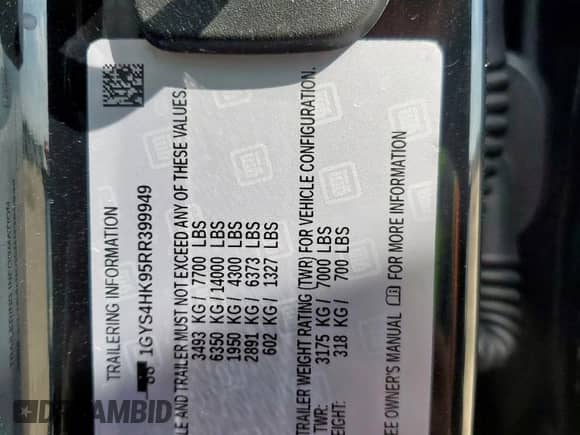 TRAILERING INFORMATION
1GYS4HK95RR399949
LE AND TRAILER MUST NOT EXCEED ANY OF THESE VALUES.
3493 KG / 7700 LBS
6350 KG / 14000 LBS
1950 KG / 4300 LBS
2891 KG / 6373 LBS
602 KG / 1327 LBS
TRAILER WEIGHT RATING (TWR) FOR VEHICLE CONFIGURATION.
TWR: 3175 KG / 7000 LBS
EIGHT: 318 KG / 700 LBS
EE OWNER'S MANUAL FOR MORE INFORMATION
DREAMBID